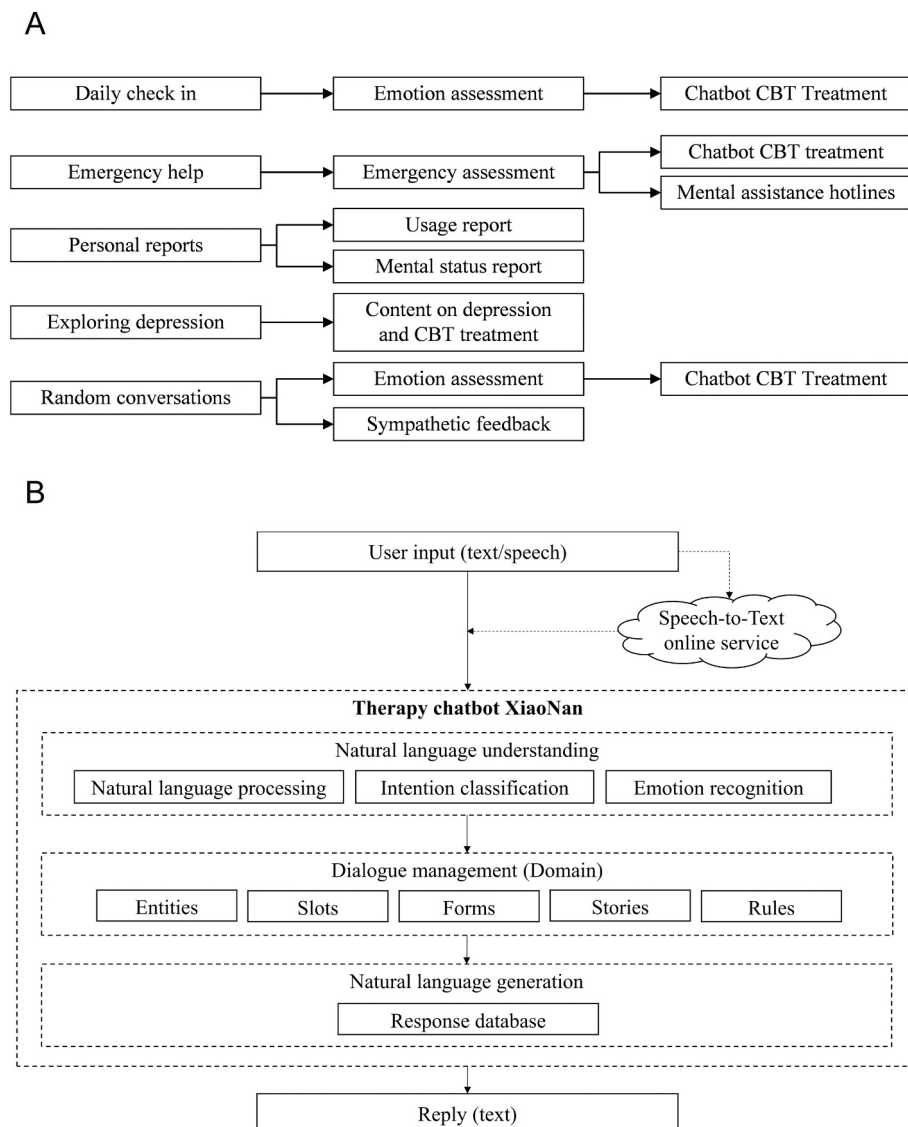 A
Daily check in
Emotion assessment
Chatbot CBT Treatment
Emergency help
Emergency assessment
Chatbot CBT treatment
Mental assistance hotlines
Personal reports
Usage report
Mental status report
Exploring depression
Content on depression
and CBT treatment
Random conversations
Emotion assessment
Chatbot CBT Treatment
Sympathetic feedback
B
User input (text/speech)
Speech-to-Text
online service
Therapy chatbot XiaoNan
Natural language understanding
Natural language processing
Intention classification
Emotion recognition
Dialogue management (Domain)
Entities
Slots
Forms
Stories
Rules
Natural language generation
Response database
Reply (text)